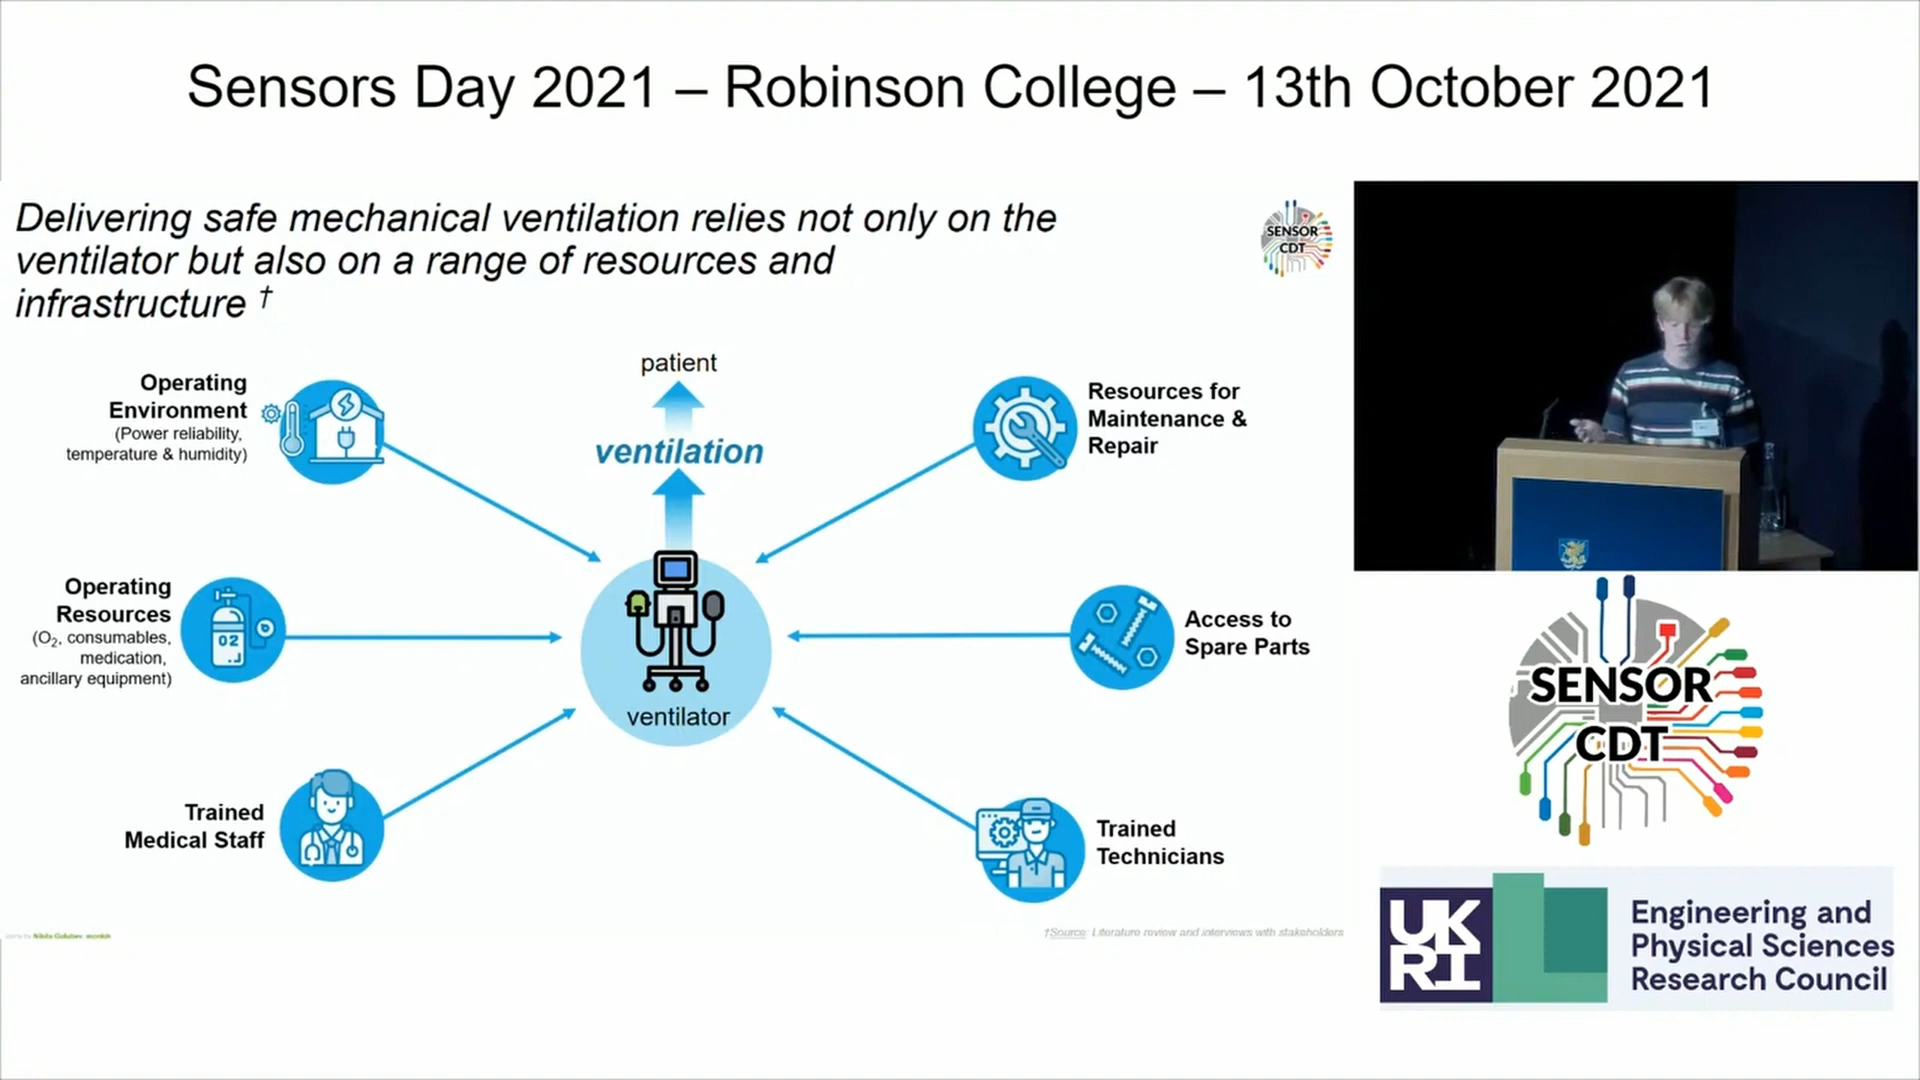 Sensors Day 2021 – Robinson College – 13th October 2021
Delivering safe mechanical ventilation relies not only on the
ventilator but also on a range of resources and
infrastructure †
SENSOR
CDT
patient
ventilation
ventilator
Operating
Environment
(Power reliability,
temperature & humidity)
Operating
Resources
(O₂, consumables,
medication,
ancillary equipment)
O2
Trained
Medical Staff
Resources for
Maintenance &
Repair
Access to
Spare Parts
Trained
Technicians
†Source: Literature review and interviews with stakeholders
SENSOR
CDT
UK
RI
Engineering and
Physical Sciences
Research Council